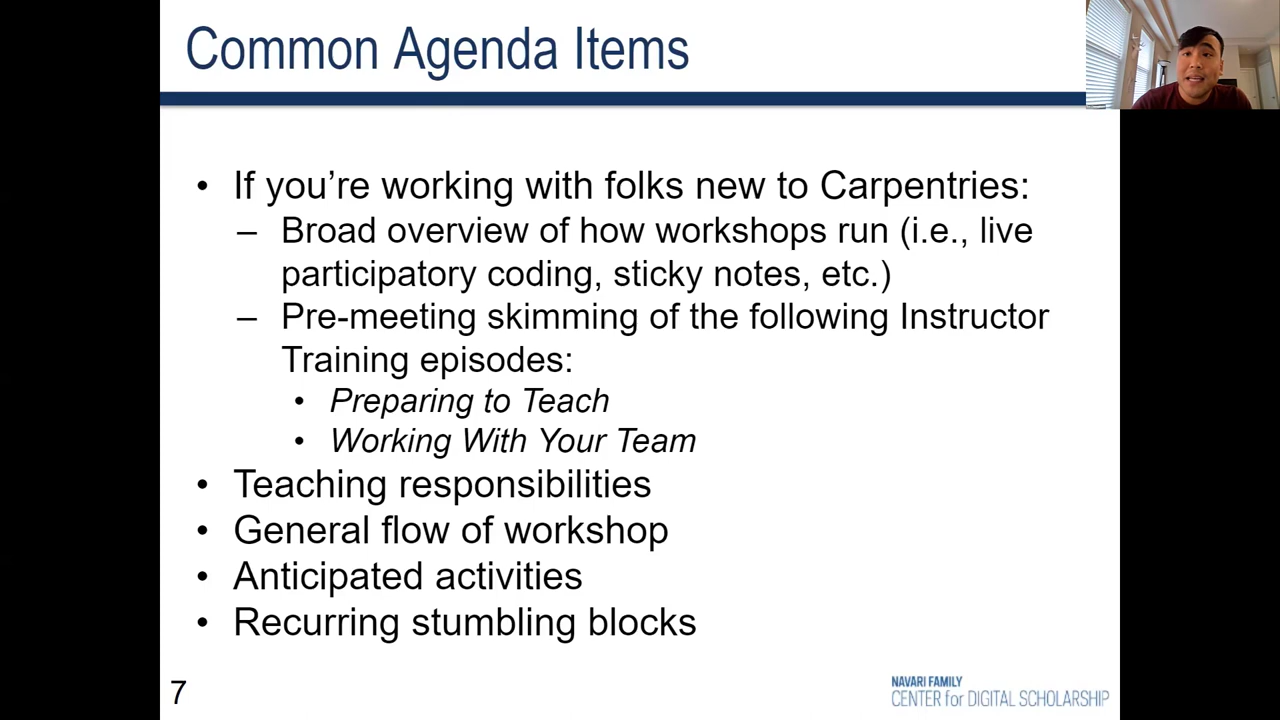 Common Agenda Items
• If you’re working with folks new to Carpentries:
– Broad overview of how workshops run (i.e., live
participatory coding, sticky notes, etc.)
– Pre-meeting skimming of the following Instructor
Training episodes:
• Preparing to Teach
• Working With Your Team
• Teaching responsibilities
• General flow of workshop
• Anticipated activities
• Recurring stumbling blocks
7
NAVARI FAMILY
CENTER for DIGITAL SCHOLARSHIP